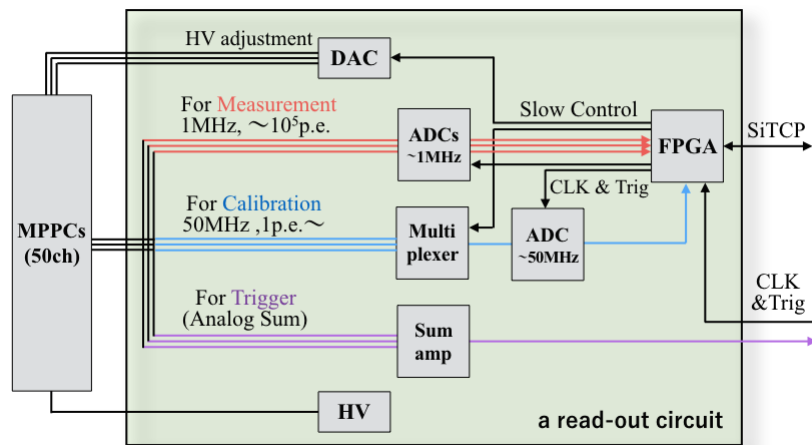 HV adjustment
DAC
For Measurement
1MHz, ～10⁵p.e.
ADCs
~1MHz
Slow Control
FPGA
SiTCP
CLK & Trig
MPPCs
(50ch)
For Calibration
50MHz ,1p.e.～
Multi
plexer
ADC
~50MHz
CLK
&Trig
For Trigger
(Analog Sum)
Sum
amp
HV
a read-out circuit